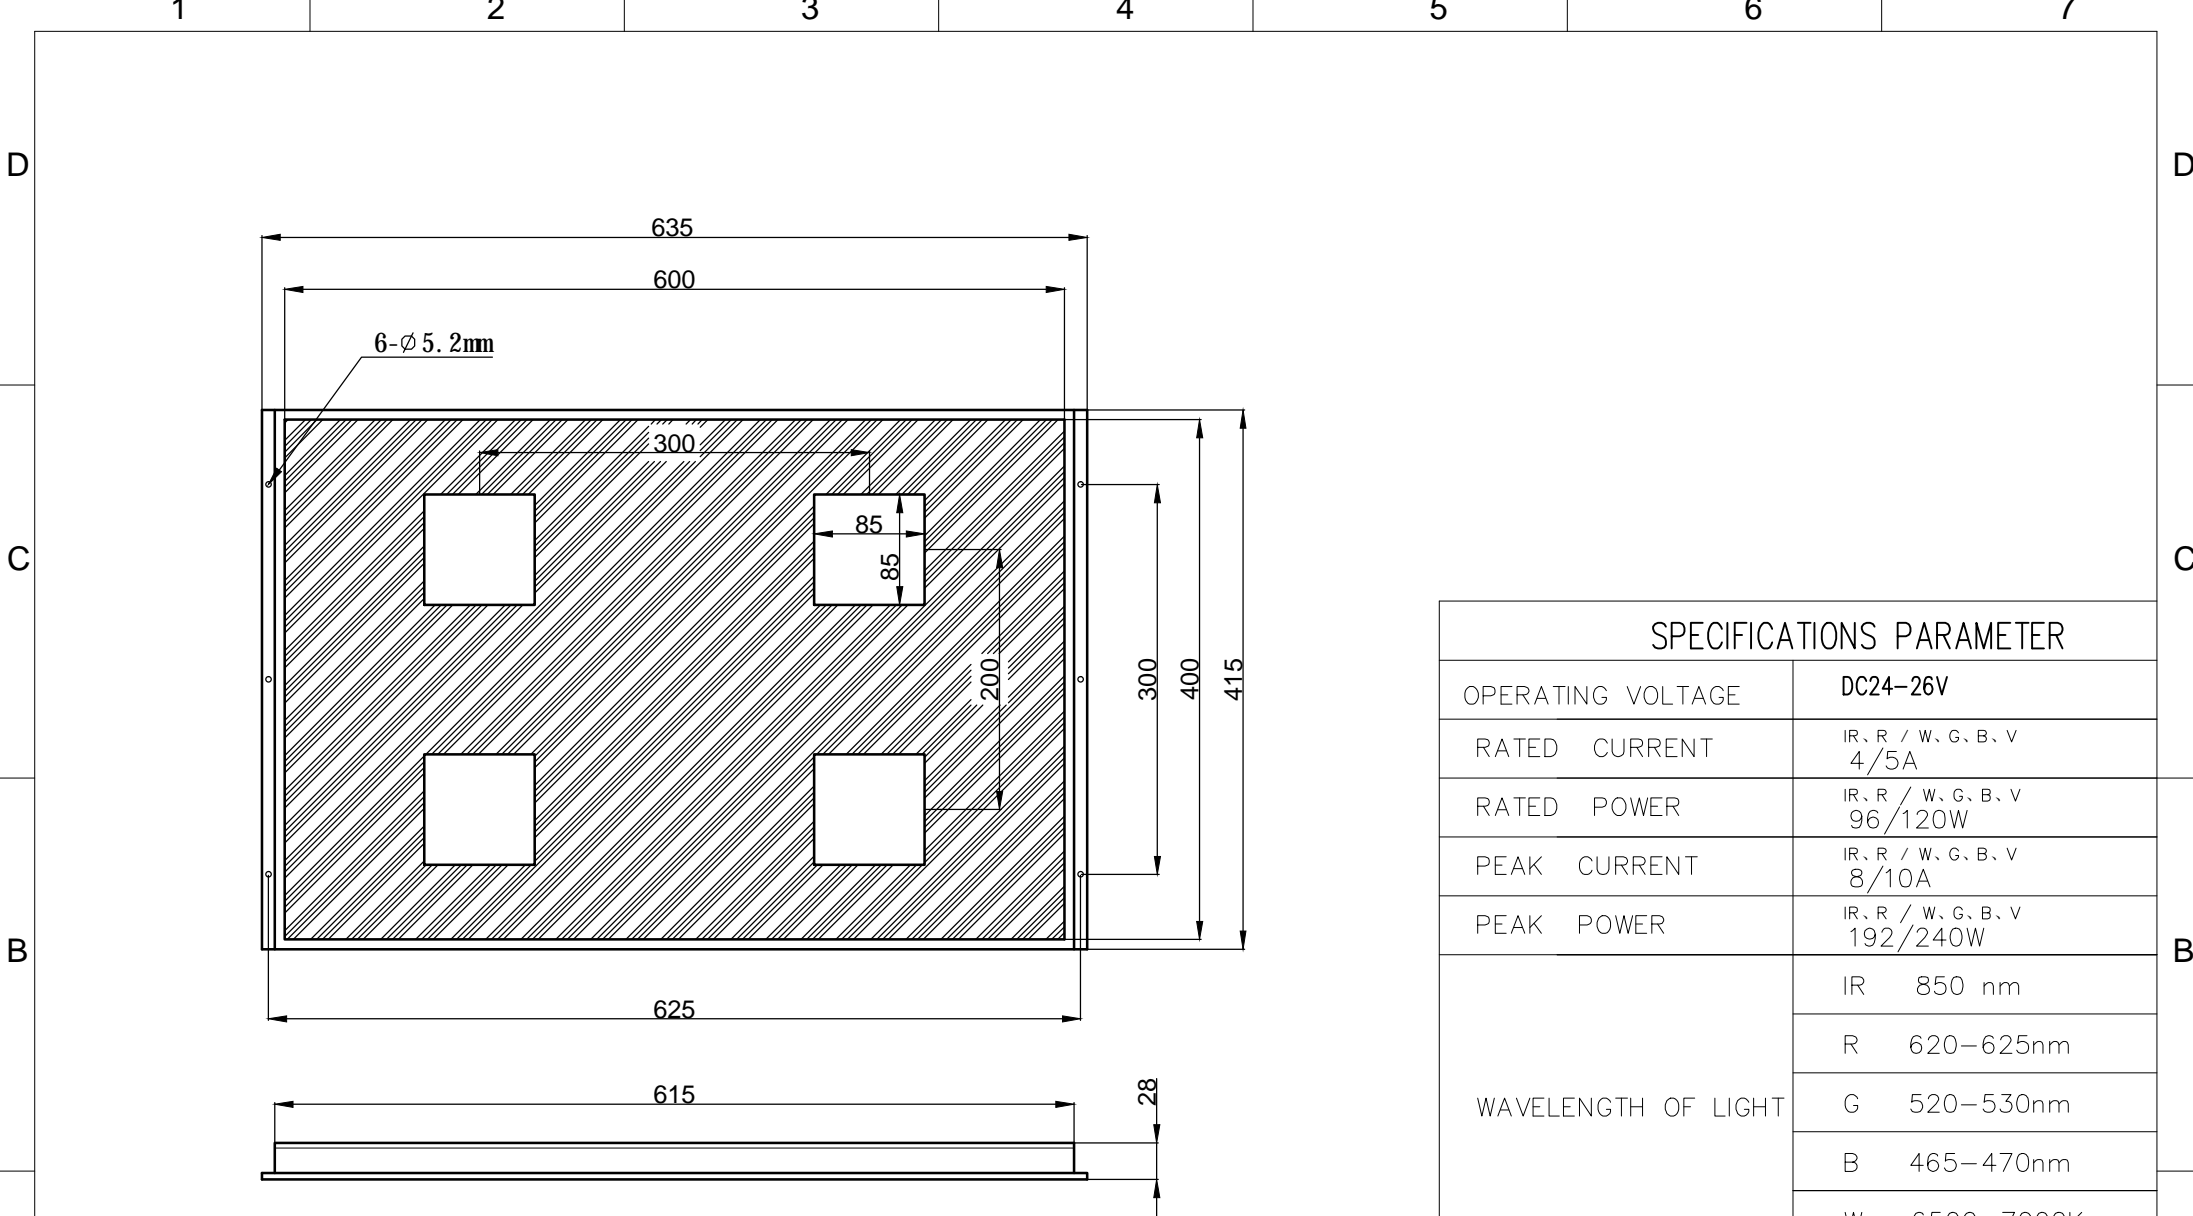 1 2 3 4 5 6 7
D D
635
600
6-∅5.2mm
300
85
85
C C
200
300
400
415
SPECIFICATIONS PARAMETER
OPERATING VOLTAGE DC24-26V
RATED CURRENT IR、R / W、G、B、V
4/5A
RATED POWER IR、R / W、G、B、V
96/120W
PEAK CURRENT IR、R / W、G、B、V
8/10A
PEAK POWER IR、R / W、G、B、V
192/240W
B B
625
615
28
WAVELENGTH OF LIGHT
IR 850 nm
R 620-625nm
G 520-530nm
B 465-470nm